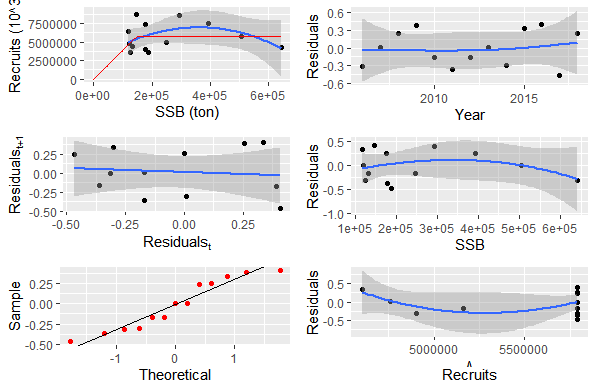 Recruits (10^3
7500000
5000000
2500000
0
0e+00 2e+05 4e+05 6e+05
SSB (ton)
Residuals
0.6
0.3
0.0
-0.3
-0.6
2010 2015
Year
Residualst+1
0.25
0.00
-0.25
-0.50
-0.50 -0.25 0.00 0.25
Residualst
Residuals
0.5
0.0
-0.5
-1.0
1e+05 2e+05 3e+05 4e+05 5e+05 6e+05
SSB
Sample
0.25
0.00
-0.25
-0.50
-1 0 1
Theoretical
Residuals
0.5
0.0
-0.5
5000000 5500000
^
Recruits